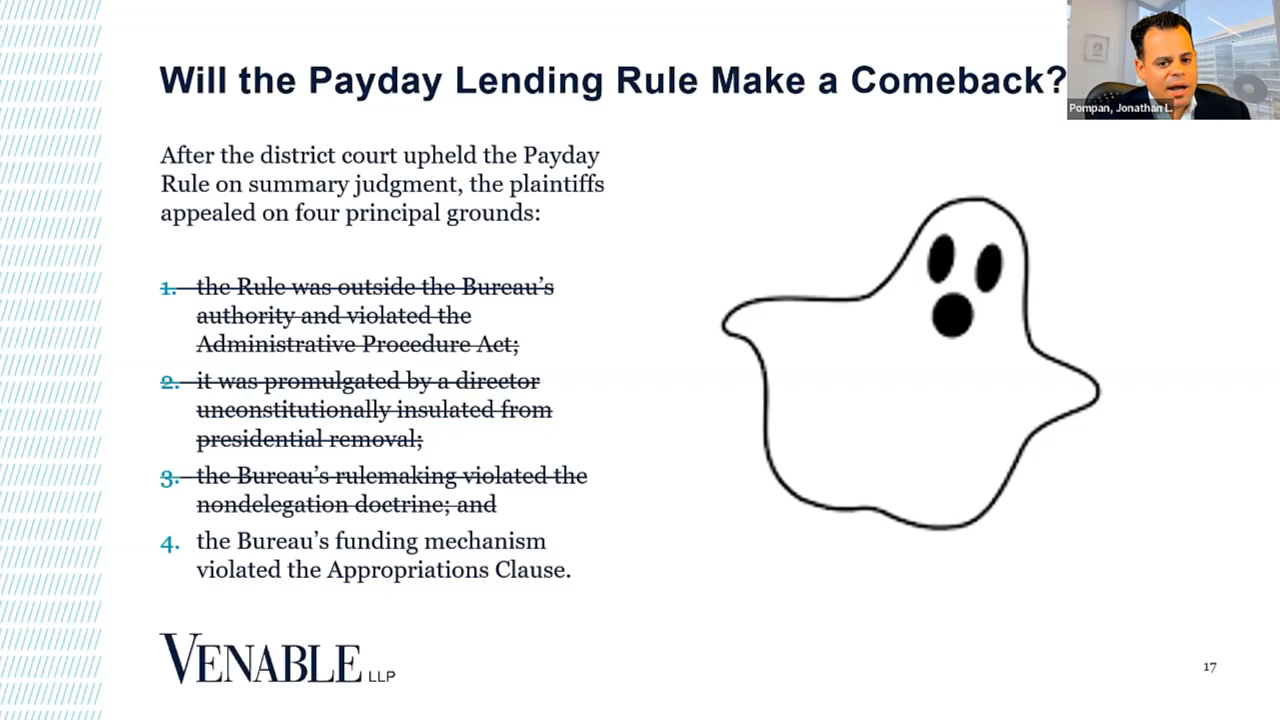 Will the Payday Lending Rule Make a Comeback?
Pompan, Jonathan L.
After the district court upheld the Payday
Rule on summary judgment, the plaintiffs
appealed on four principal grounds:
1. the Rule was outside the Bureau’s
authority and violated the
Administrative Procedure Act;
2. it was promulgated by a director
unconstitutionally insulated from
presidential removal;
3. the Bureau’s rulemaking violated the
nondelegation doctrine; and
4. the Bureau’s funding mechanism
violated the Appropriations Clause.
VENABLE LLP
17